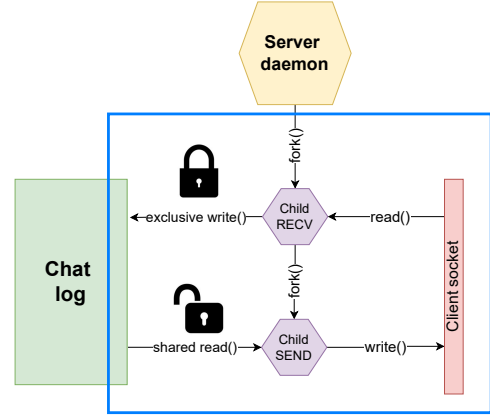 Server
daemon
fork()
Child
RECV
exclusive write()
read()
Chat
log
Client socket
fork()
Child
SEND
shared read()
write()